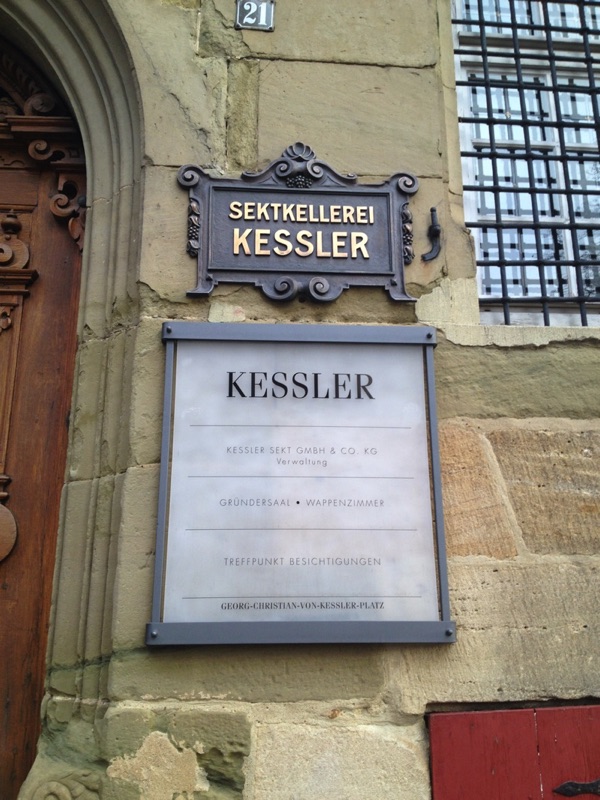 21
SEKTKELLEREI
KESSLER
KESSLER
KESSLER SEKT GMBH & CO. KG
Verwaltung
GRÜNDERSAAL • WAPPENZIMMER
TREFFPUNKT BESICHTIGUNGEN
GEORG-CHRISTIAN-VON-KESSLER-PLATZ